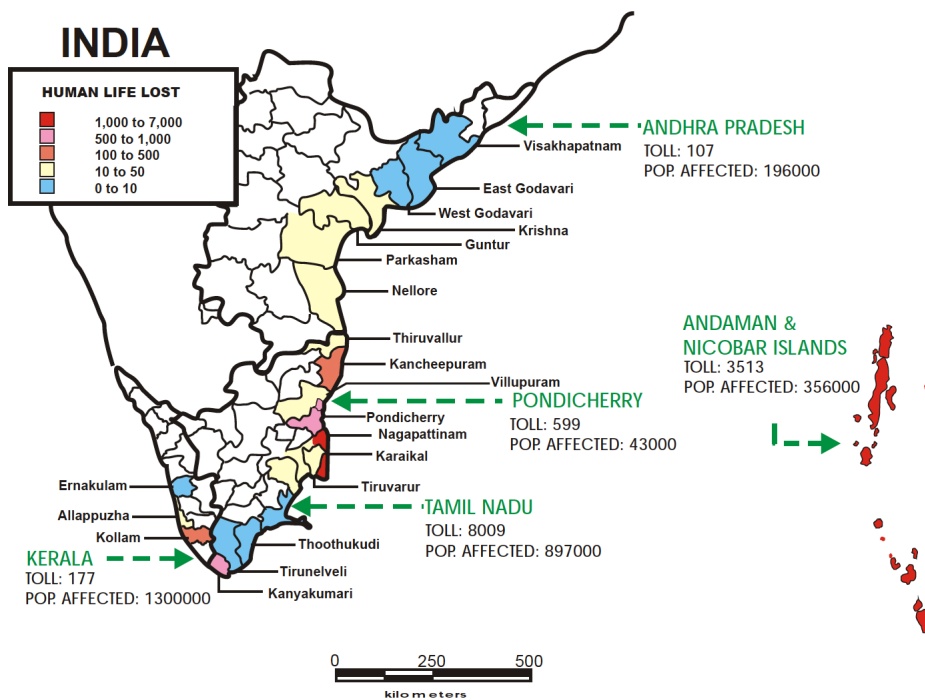 INDIA
HUMAN LIFE LOST
1,000 to 7,000
500 to 1,000
100 to 500
10 to 50
0 to 10
ANDHRA PRADESH
TOLL: 107
POP. AFFECTED: 196000
Visakhapatnam
East Godavari
West Godavari
Krishna
Guntur
Parkasham
Nellore
Thiruvallur
Kancheepuram
Villupuram
Pondicherry
Nagapattinam
Karaikal
Tiruvarur
ANDAMAN &
NICOBAR ISLANDS
TOLL: 3513
POP. AFFECTED: 356000
PONDICHERRY
TOLL: 599
POP. AFFECTED: 43000
TAMIL NADU
TOLL: 8009
POP. AFFECTED: 897000
Ernakulam
Allappuzha
Kollam
KERALA
TOLL: 177
POP. AFFECTED: 1300000
Thoothukudi
Tirunelveli
Kanyakumari
0 250 500
kilometers